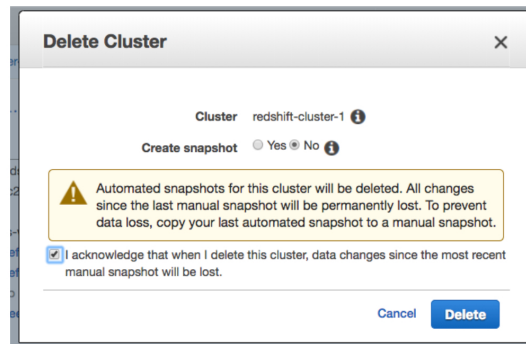 Delete Cluster
Cluster redshift-cluster-1
Create snapshot Yes No
Automated snapshots for this cluster will be deleted. All changes
since the last manual snapshot will be permanently lost. To prevent
data loss, copy your last automated snapshot to a manual snapshot.
I acknowledge that when I delete this cluster, data changes since the most recent
manual snapshot will be lost.
Cancel Delete